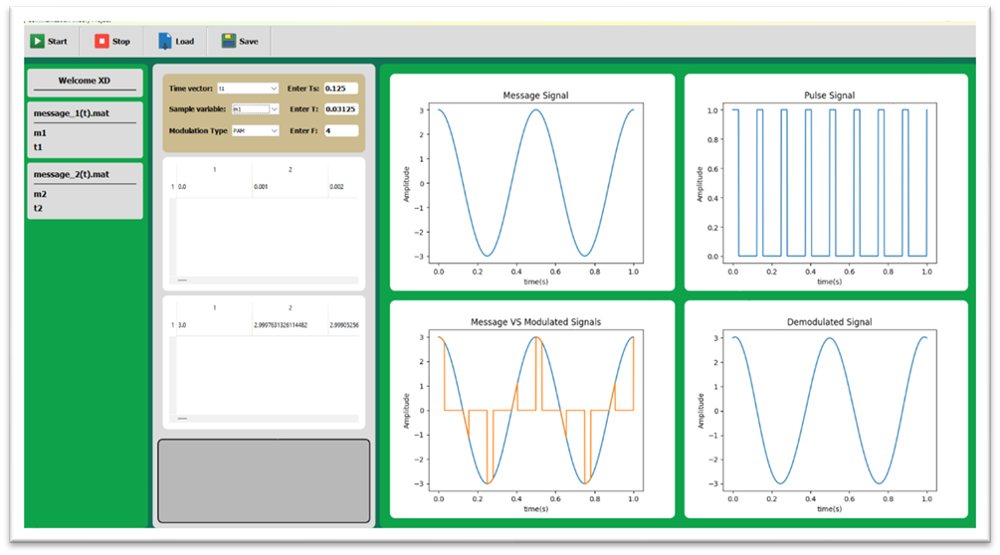 Start Stop Load Save
Welcome XD
message_1(t).mat
m1
t1
message_2(t).mat
m2
t2
Time vector: t1 Enter Ts: 0.125
Sample variable: m1 Enter T: 0.03125
Modulation Type PAM Enter F: 4
1 2
1 0.0 0.001 0.002
1 2
1 3.0 2.9997631326114482 2.99905256
Message Signal
Amplitude
3
2
1
0
−1
−2
−3
0.0 0.2 0.4 0.6 0.8 1.0
time(s)
Pulse Signal
Amplitude
1.0
0.8
0.6
0.4
0.2
0.0
0.0 0.2 0.4 0.6 0.8 1.0
time(s)
Message VS Modulated Signals
Amplitude
3
2
1
0
−1
−2
−3
0.0 0.2 0.4 0.6 0.8 1.0
time(s)
Demodulated Signal
Amplitude
3
2
1
0
−1
−2
−3
0.0 0.2 0.4 0.6 0.8 1.0
time(s)